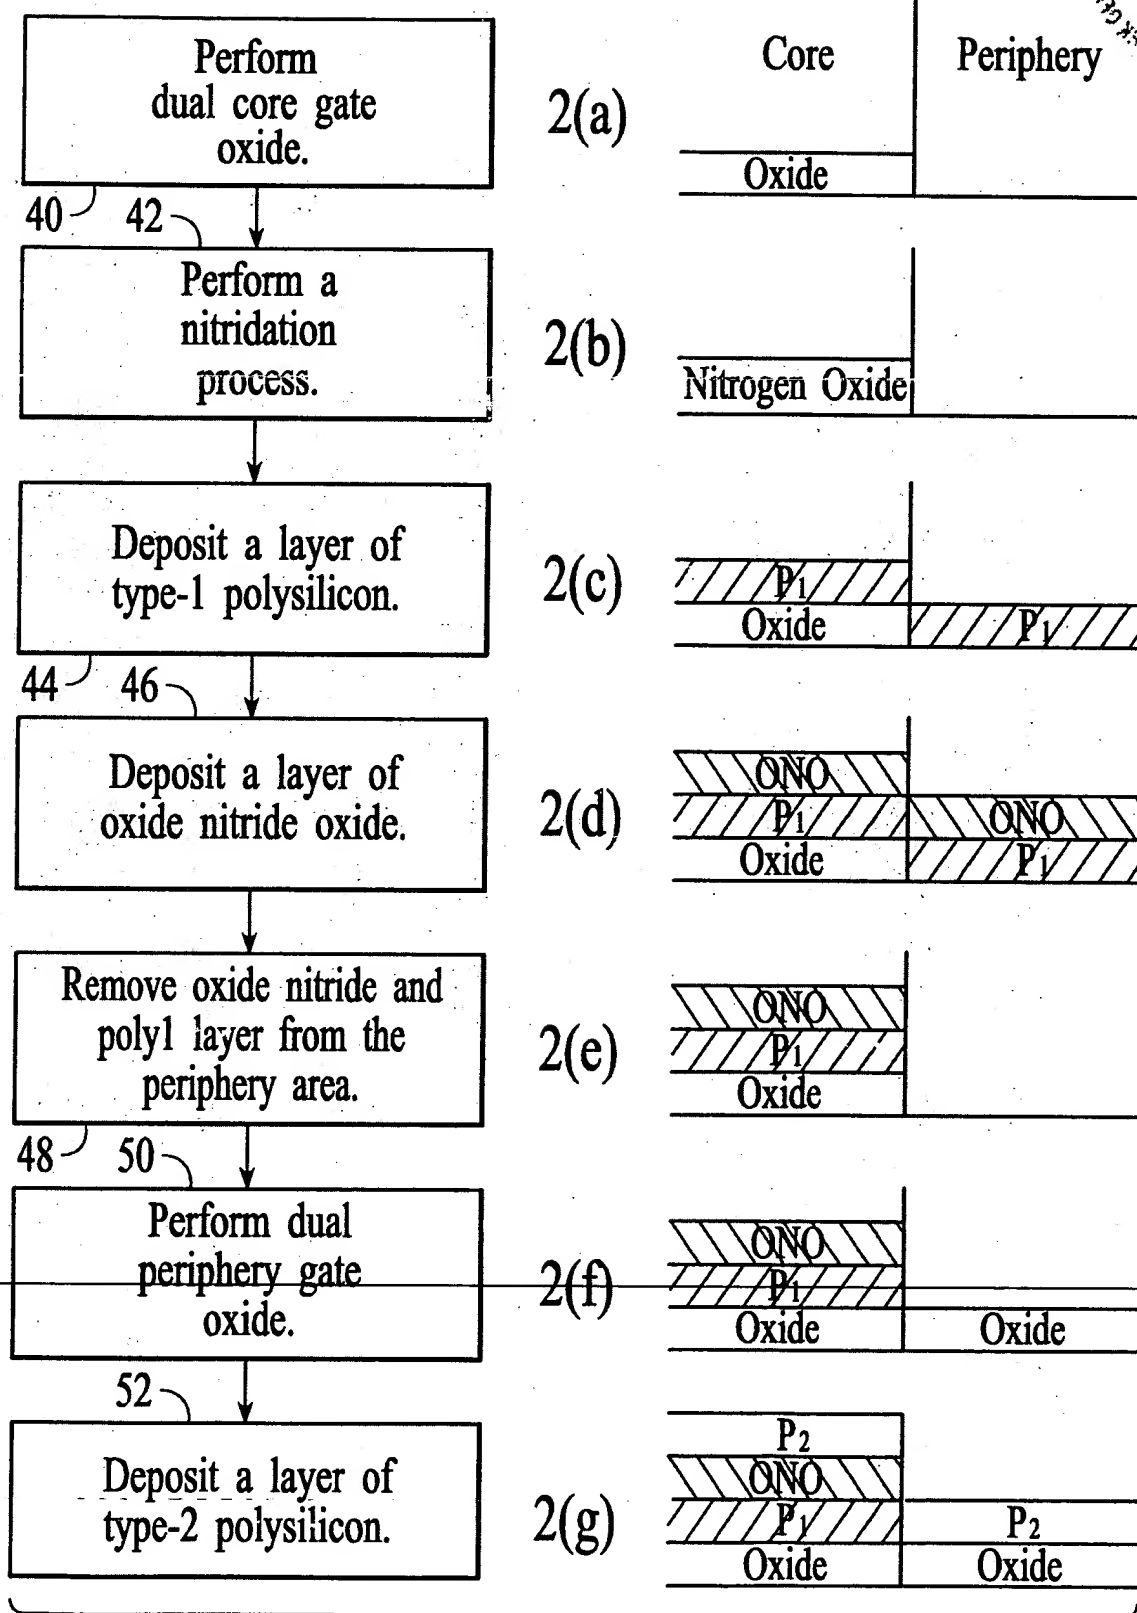 Core Periphery
Perform
dual core gate
oxide.
2(a)
Oxide
40 42
Perform a
nitridation
process.
2(b)
Nitrogen Oxide
Deposit a layer of
type-1 polysilicon.
2(c)
P1
Oxide P1
44 46
Deposit a layer of
oxide nitride oxide.
2(d)
ONO
P1 ONO
Oxide P1
Remove oxide nitride and
poly1 layer from the
periphery area.
2(e)
ONO
P1
Oxide
48 50
Perform dual
periphery gate
oxide.
2(f)
ONO
P1
Oxide Oxide
52
Deposit a layer of
type-2 polysilicon.
2(g)
P2
ONO
P1 P2
Oxide Oxide